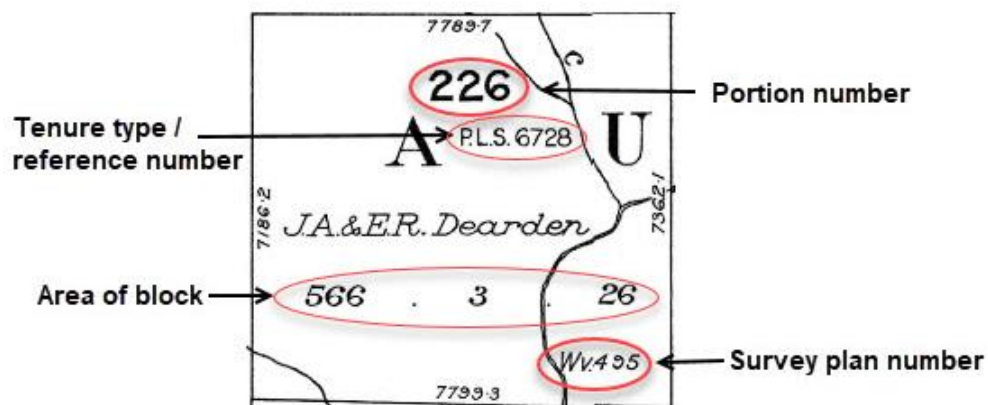 7789·7
C
226
Portion number
Tenure type /
reference number
A P.L.S. 6728 U
7186·2
7362·1
J.A.&E.R. Dearden
Area of block
566 . 3 . 26
Wv.495
Survey plan number
7799·3